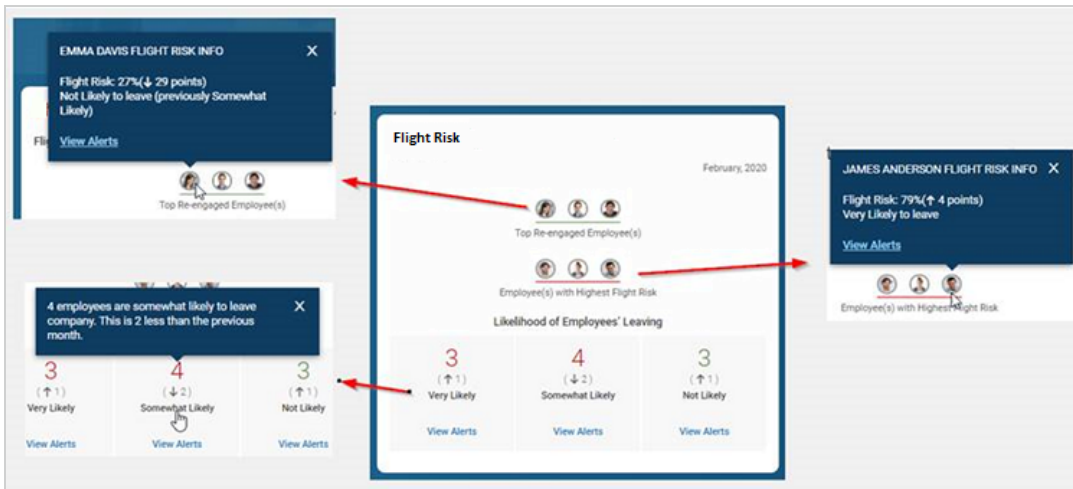 EMMA DAVIS FLIGHT RISK INFO X
Flight Risk: 27%(↓ 29 points)
Not Likely to leave (previously Somewhat
Likely)
View Alerts
Top Re-engaged Employee(s)
4 employees are somewhat likely to leave X
company. This is 2 less than the previous
month.
3 4 3
(↑ 1) (↓ 2) (↑ 1)
Very Likely Somewhat Likely Not Likely
View Alerts View Alerts View Alerts
Flight Risk
February, 2020
Top Re-engaged Employee(s)
Employee(s) with Highest Flight Risk
Likelihood of Employees' Leaving
3 4 3
(↑ 1) (↓ 2) (↑ 1)
Very Likely Somewhat Likely Not Likely
View Alerts View Alerts View Alerts
JAMES ANDERSON FLIGHT RISK INFO X
Flight Risk: 79%(↑ 4 points)
Very Likely to leave
View Alerts
Employee(s) with Highest Flight Risk